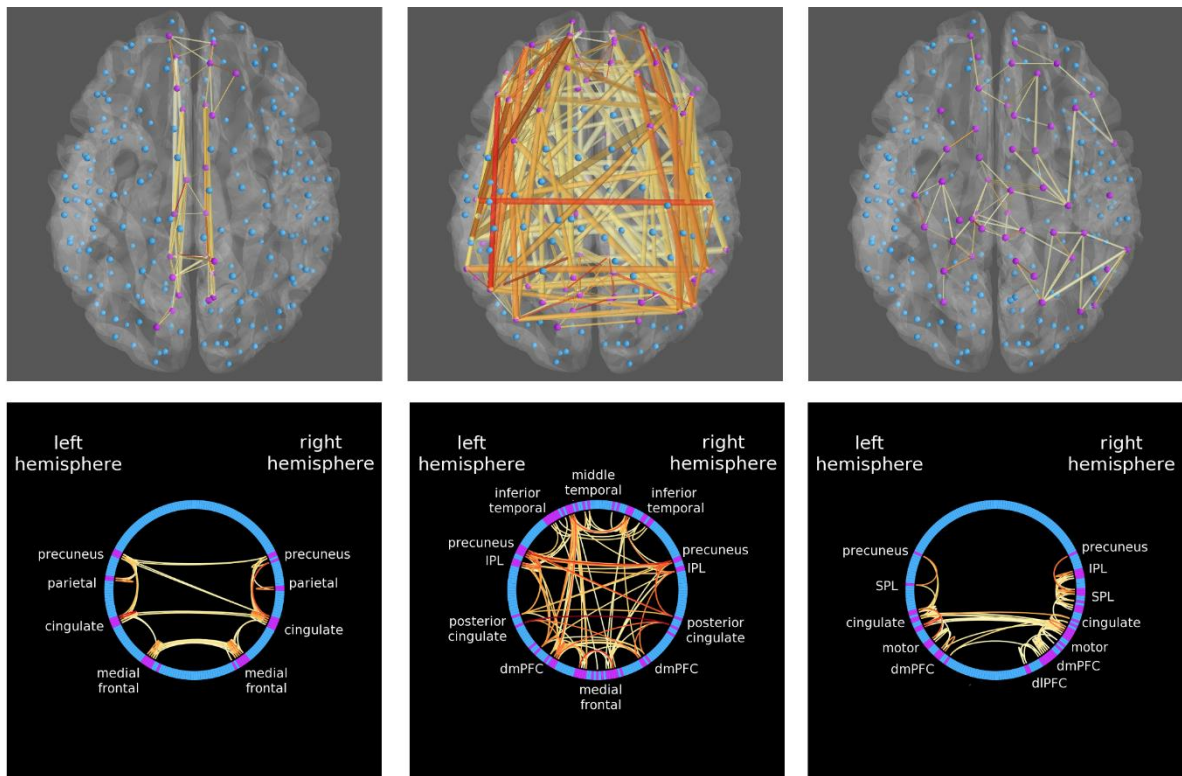 left
hemisphere
right
hemisphere
precuneus
precuneus
parietal
parietal
cingulate
cingulate
medial
frontal
medial
frontal
left
hemisphere
right
hemisphere
middle
temporal
inferior
temporal
inferior
temporal
precuneus
IPL
precuneus
IPL
posterior
cingulate
posterior
cingulate
dmPFC
dmPFC
medial
frontal
left
hemisphere
right
hemisphere
precuneus
precuneus
IPL
SPL
SPL
cingulate
cingulate
motor
motor
dmPFC
dmPFC
dlPFC